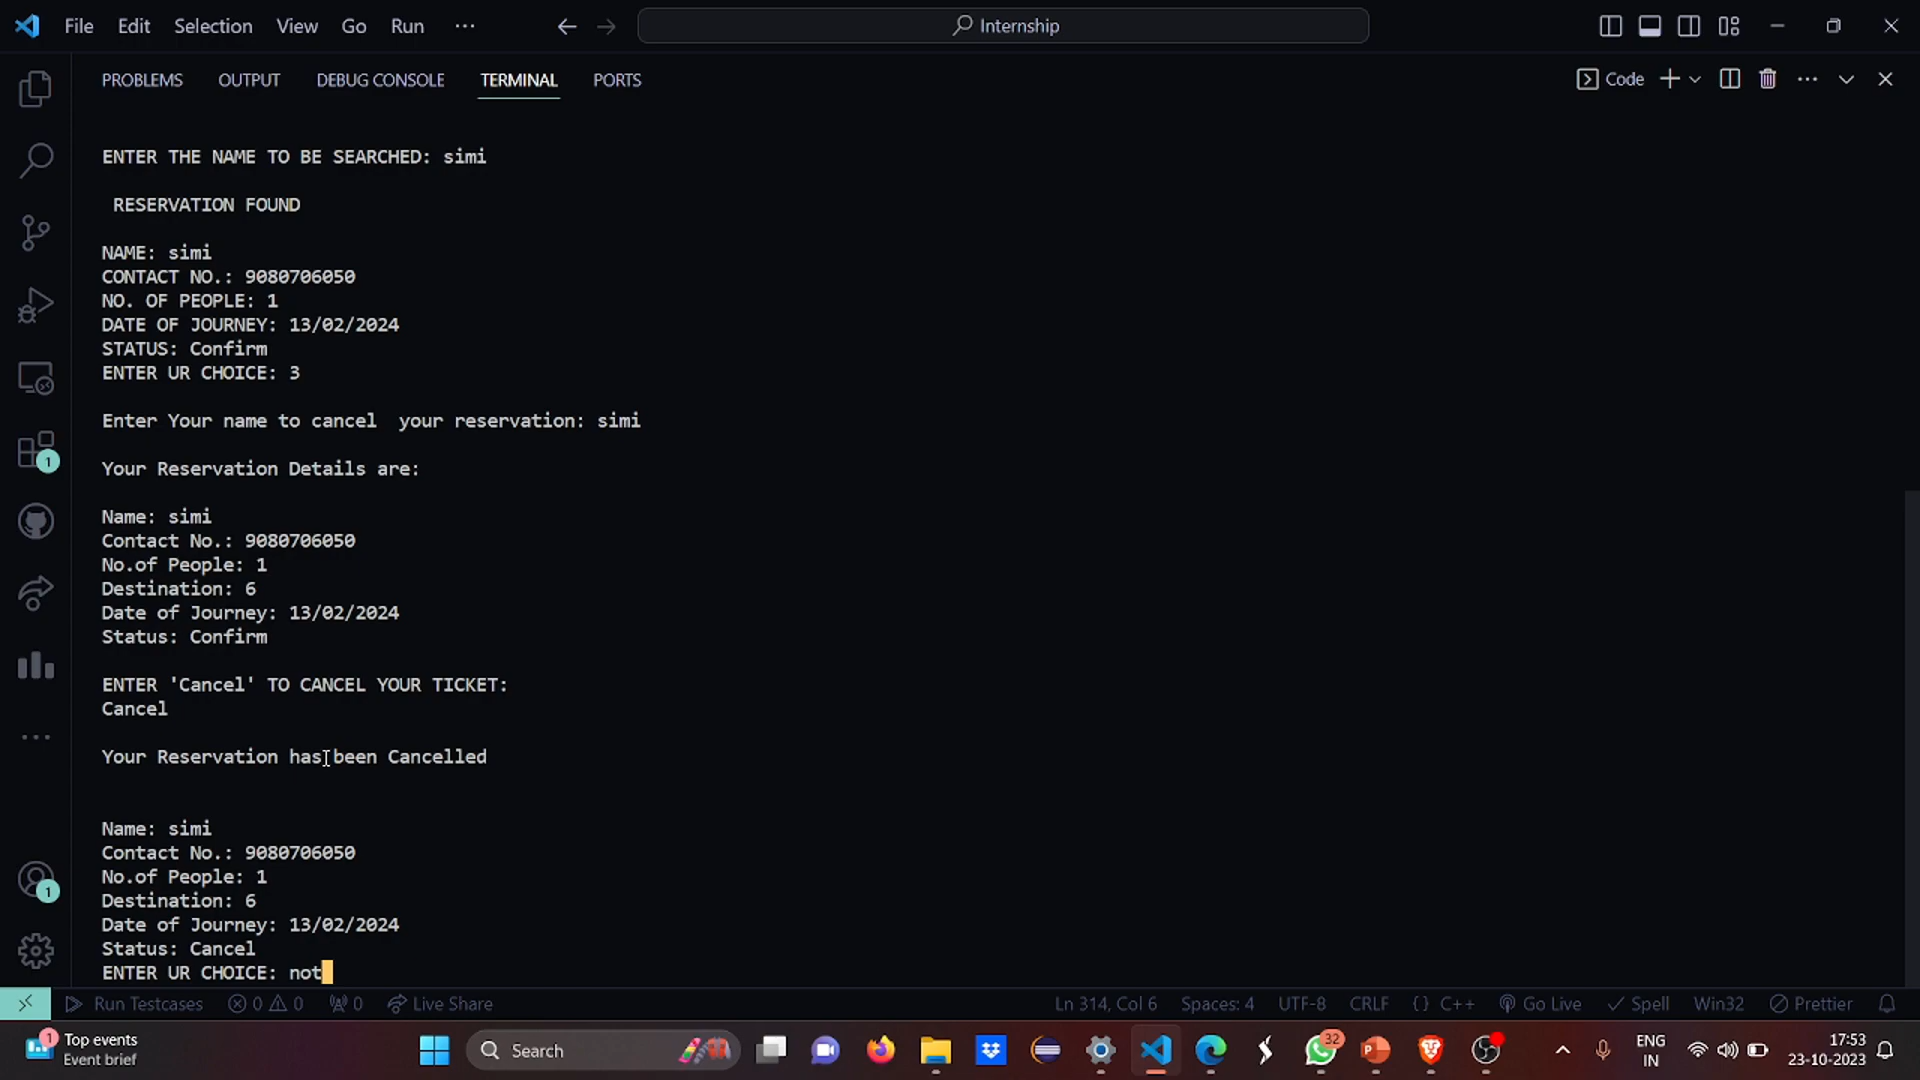 File Edit Selection View Go Run ··· Internship
PROBLEMS OUTPUT DEBUG CONSOLE TERMINAL PORTS Code
ENTER THE NAME TO BE SEARCHED: simi
RESERVATION FOUND
NAME: simi
CONTACT NO.: 9080706050
NO. OF PEOPLE: 1
DATE OF JOURNEY: 13/02/2024
STATUS: Confirm
ENTER UR CHOICE: 3
Enter Your name to cancel  your reservation: simi
Your Reservation Details are:
Name: simi
Contact No.: 9080706050
No.of People: 1
Destination: 6
Date of Journey: 13/02/2024
Status: Confirm
ENTER 'Cancel' TO CANCEL YOUR TICKET:
Cancel
Your Reservation has been Cancelled
Name: simi
Contact No.: 9080706050
No.of People: 1
Destination: 6
Date of Journey: 13/02/2024
Status: Cancel
ENTER UR CHOICE: not
1
1
Run Testcases 0 0 0 Live Share Ln 314, Col 6 Spaces: 4 UTF-8 CRLF {} C++ Go Live Spell Win32 Prettier
1 Top events
Event brief
Search
32
ENG
IN
17:53
23-10-2023